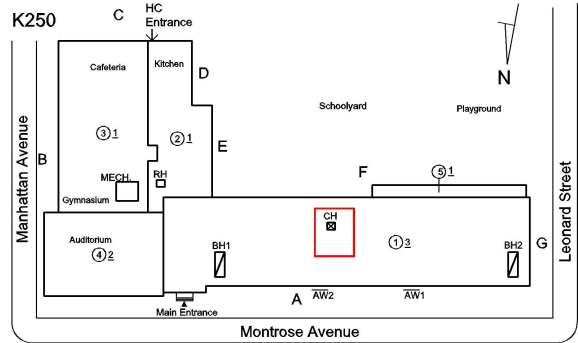 K250
C
HC
Entrance
Cafeteria
Kitchen
D
N
Schoolyard
Playground
Manhattan Avenue
Leonard Street
3 1
2 1
B
E
MECH.
RH
F
5 1
Gymnasium
CH
Auditorium
4 2
BH1
1 3
BH2
G
A
AW2
AW1
Main Entrance
Montrose Avenue